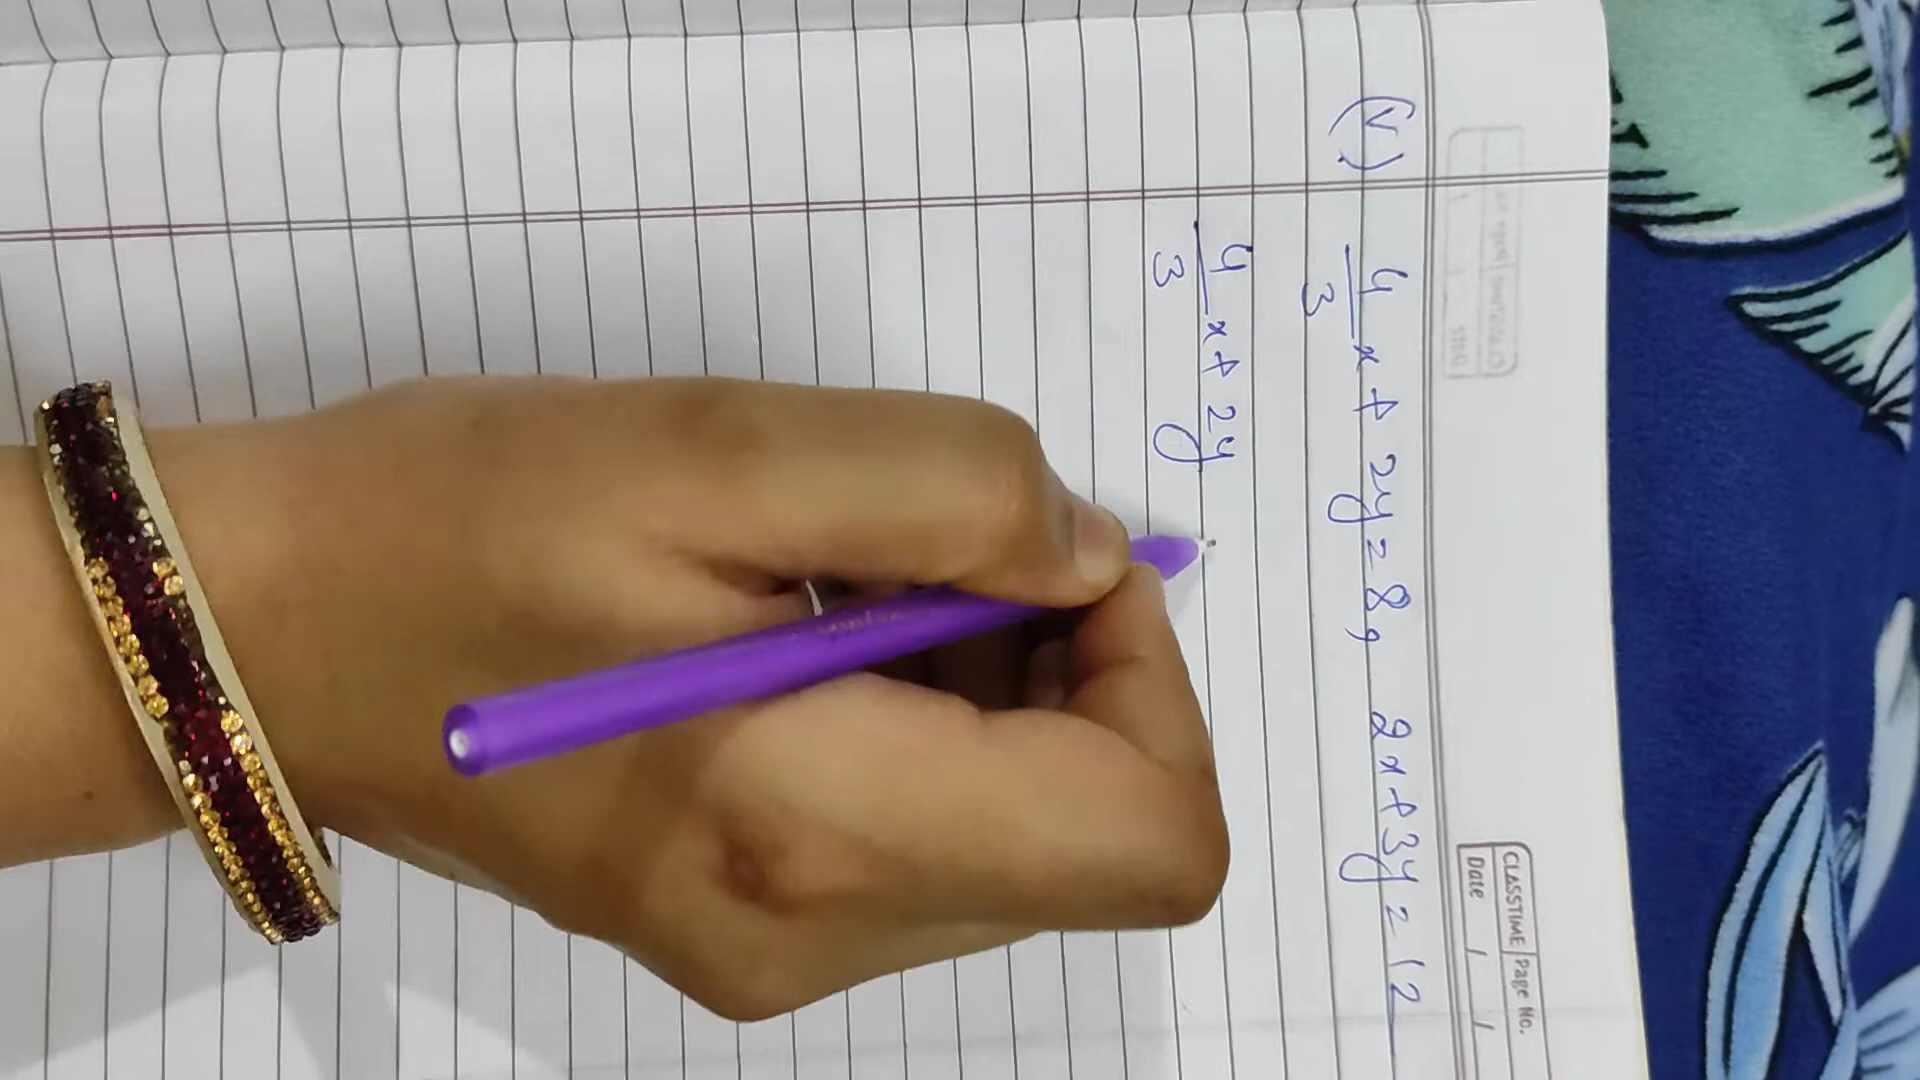 CLASSTIME Page No.
Date / /
(v) 4/3 x + 2y = 8, 2x + 3y = 12
4/3 x + 2y